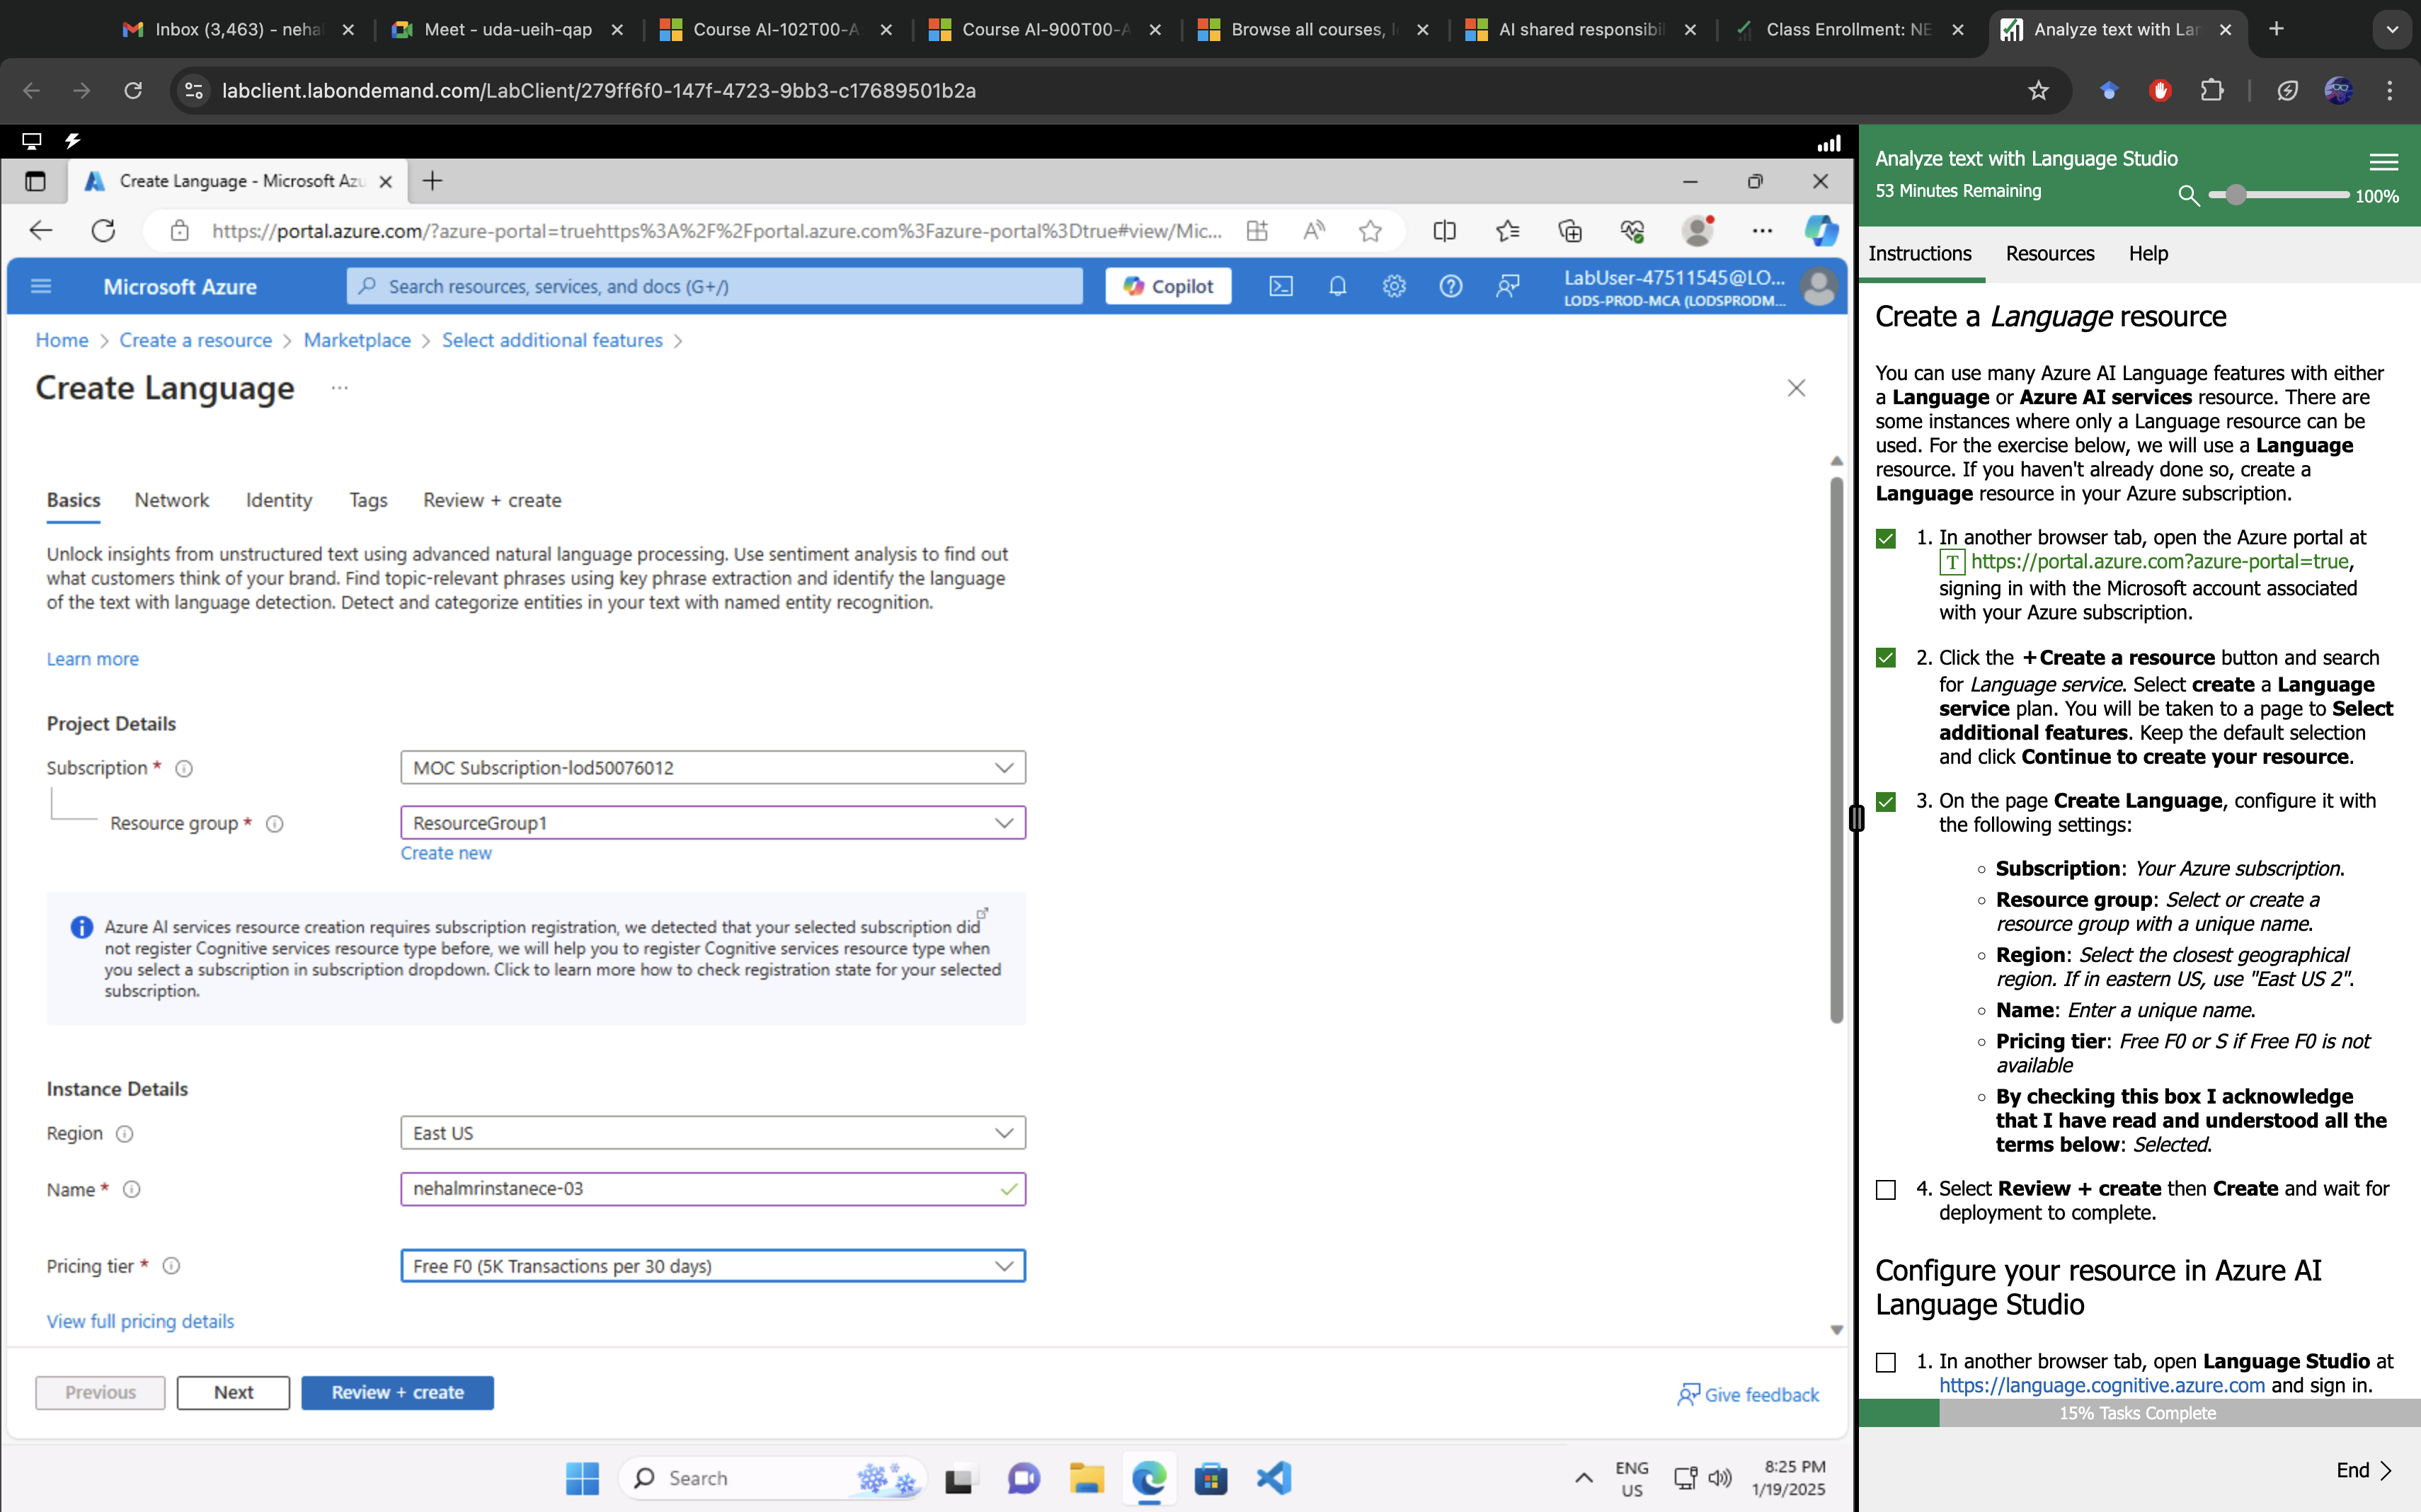 Inbox (3,463) - neha
Meet - uda-ueih-qap
Course AI-102T00-A
Course AI-900T00-A
Browse all courses, l
AI shared responsibil
Class Enrollment: NE
Analyze text with Lan
labclient.labondemand.com/LabClient/279ff6f0-147f-4723-9bb3-c17689501b2a
Create Language - Microsoft Azu
https://portal.azure.com/?azure-portal=truehttps%3A%2F%2Fportal.azure.com%3Fazure-portal%3Dtrue#view/Mic...
Microsoft Azure
Search resources, services, and docs (G+/)
Copilot
LabUser-47511545@LO...
LODS-PROD-MCA (LODSPRODM...
Home > Create a resource > Marketplace > Select additional features >
Create Language ...
Basics Network Identity Tags Review + create
Unlock insights from unstructured text using advanced natural language processing. Use sentiment analysis to find out
what customers think of your brand. Find topic-relevant phrases using key phrase extraction and identify the language
of the text with language detection. Detect and categorize entities in your text with named entity recognition.
Learn more
Project Details
Subscription * MOC Subscription-lod50076012
Resource group * ResourceGroup1
Create new
Azure AI services resource creation requires subscription registration, we detected that your selected subscription did
not register Cognitive services resource type before, we will help you to register Cognitive services resource type when
you select a subscription in subscription dropdown. Click to learn more how to check registration state for your selected
subscription.
Instance Details
Region East US
Name * nehalmrinstanece-03
Pricing tier * Free F0 (5K Transactions per 30 days)
View full pricing details
Previous Next Review + create Give feedback
Search
ENG
US
8:25 PM
1/19/2025
Analyze text with Language Studio
53 Minutes Remaining
100%
Instructions Resources Help
Create a Language resource
You can use many Azure AI Language features with either
a Language or Azure AI services resource. There are
some instances where only a Language resource can be
used. For the exercise below, we will use a Language
resource. If you haven't already done so, create a
Language resource in your Azure subscription.
1. In another browser tab, open the Azure portal at
T https://portal.azure.com?azure-portal=true,
signing in with the Microsoft account associated
with your Azure subscription.
2. Click the +Create a resource button and search
for Language service. Select create a Language
service plan. You will be taken to a page to Select
additional features. Keep the default selection
and click Continue to create your resource.
3. On the page Create Language, configure it with
the following settings:
Subscription: Your Azure subscription.
Resource group: Select or create a
resource group with a unique name.
Region: Select the closest geographical
region. If in eastern US, use "East US 2".
Name: Enter a unique name.
Pricing tier: Free F0 or S if Free F0 is not
available
By checking this box I acknowledge
that I have read and understood all the
terms below: Selected.
4. Select Review + create then Create and wait for
deployment to complete.
Configure your resource in Azure AI
Language Studio
1. In another browser tab, open Language Studio at
https://language.cognitive.azure.com and sign in.
15% Tasks Complete
End >